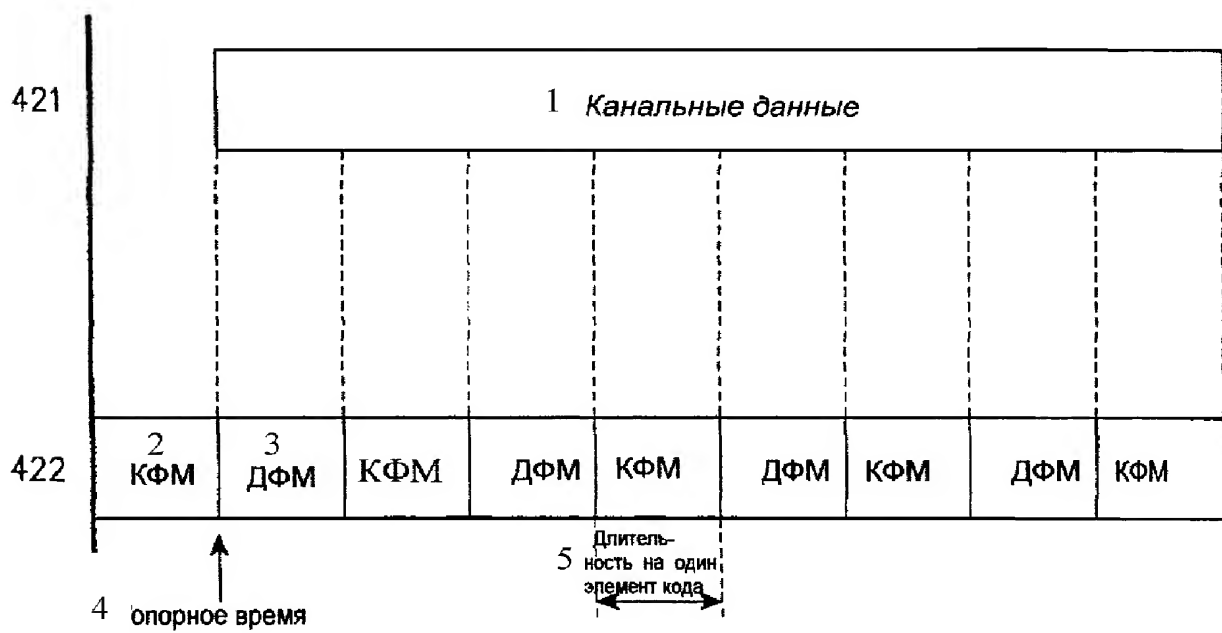 421
1 Канальные данные
2 3
422 КФМ ДФМ КФМ ДФМ КФМ ДФМ КФМ ДФМ КФМ
Длитель-
5 ность на один
элемент кода
4 опорное время